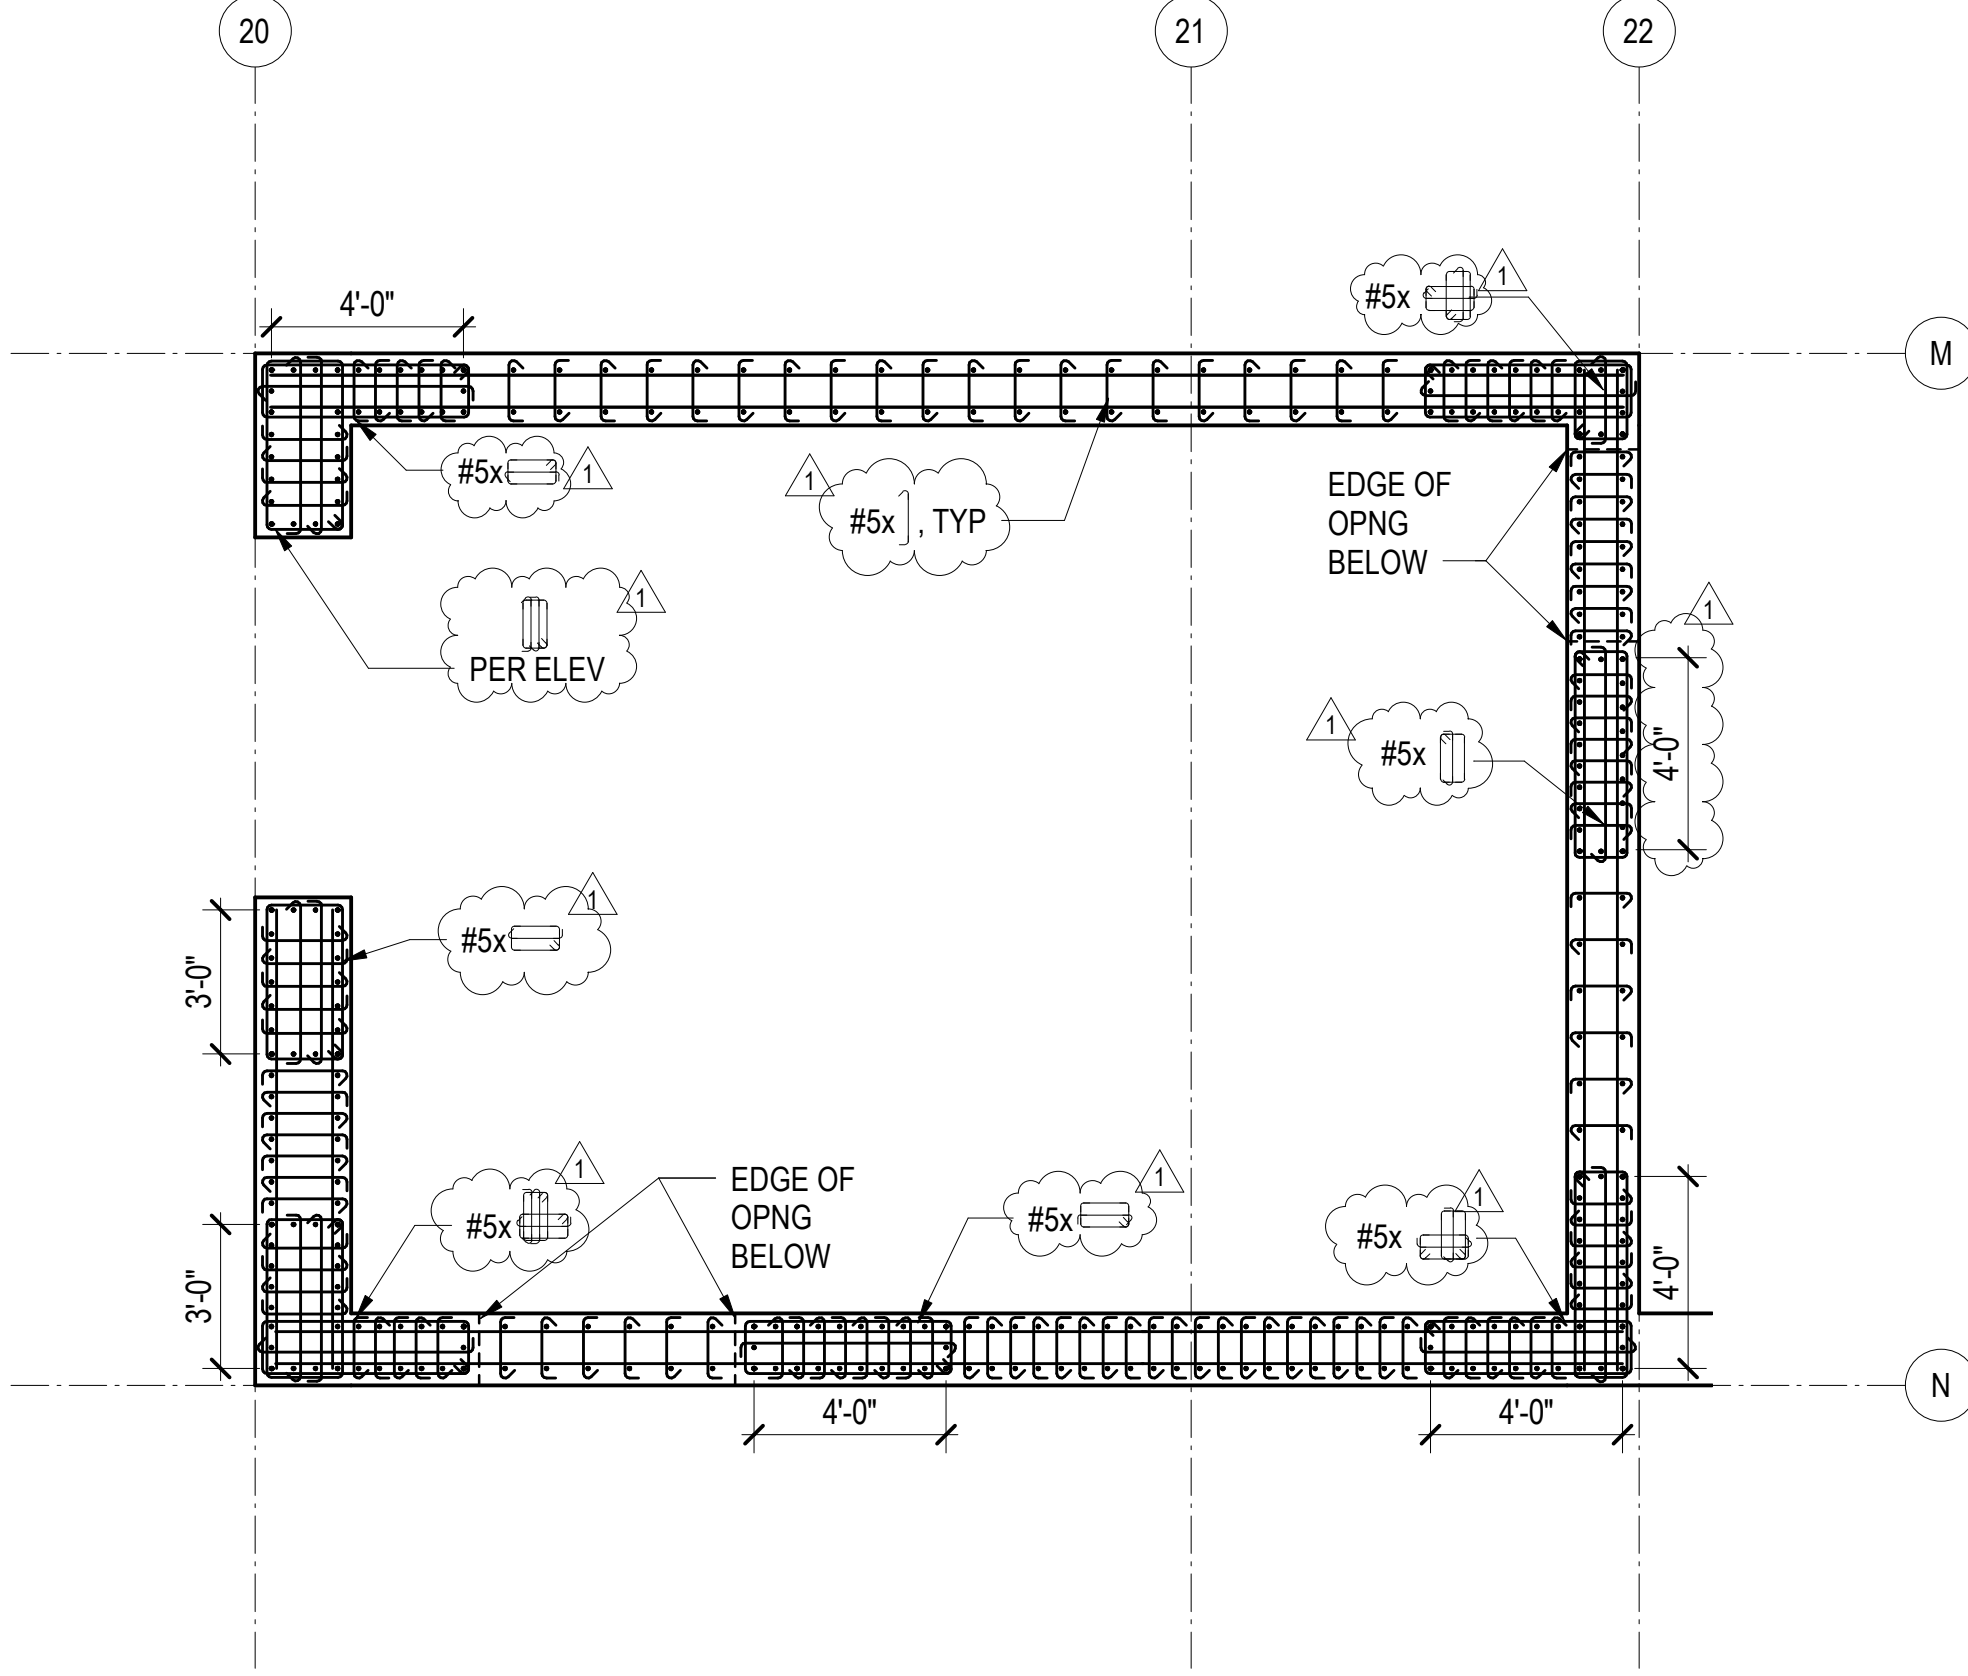 20
21
22
#5x
1
4'-0"
M
#5x
1
1
#5x , TYP
EDGE OF
OPNG
BELOW
1
PER ELEV
1
4'-0"
1
#5x
1
#5x
3'-0"
1
#5x
3'-0"
EDGE OF
OPNG
BELOW
1
#5x
1
#5x
4'-0"
N
4'-0"
4'-0"